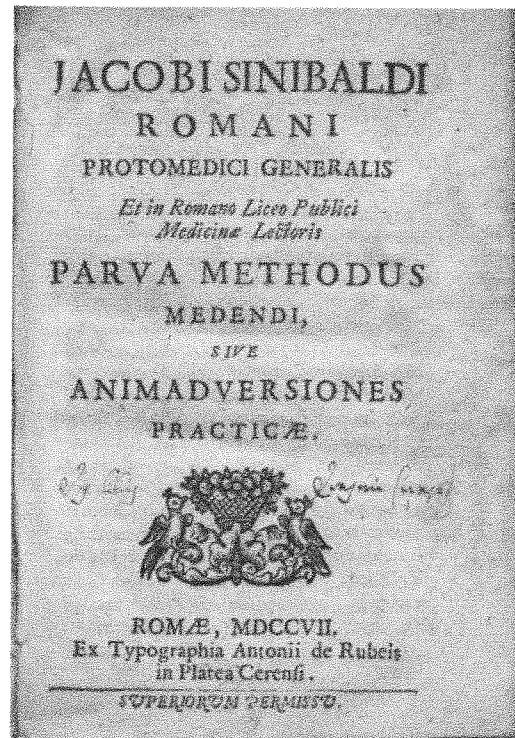 JACOBI SINIBALDI
ROMANI
PROTOMEDICI GENERALIS
Et in Romano Liceo Publici
Medicinæ Lectoris
PARVA METHODUS
MEDENDI,
SIVE
ANIMADVERSIONES
PRACTICÆ.
ROMÆ, MDCCVII.
Ex Typographia Antonii de Rubeis
in Platea Cerensi.
SUPERIORUM PERMISSU.